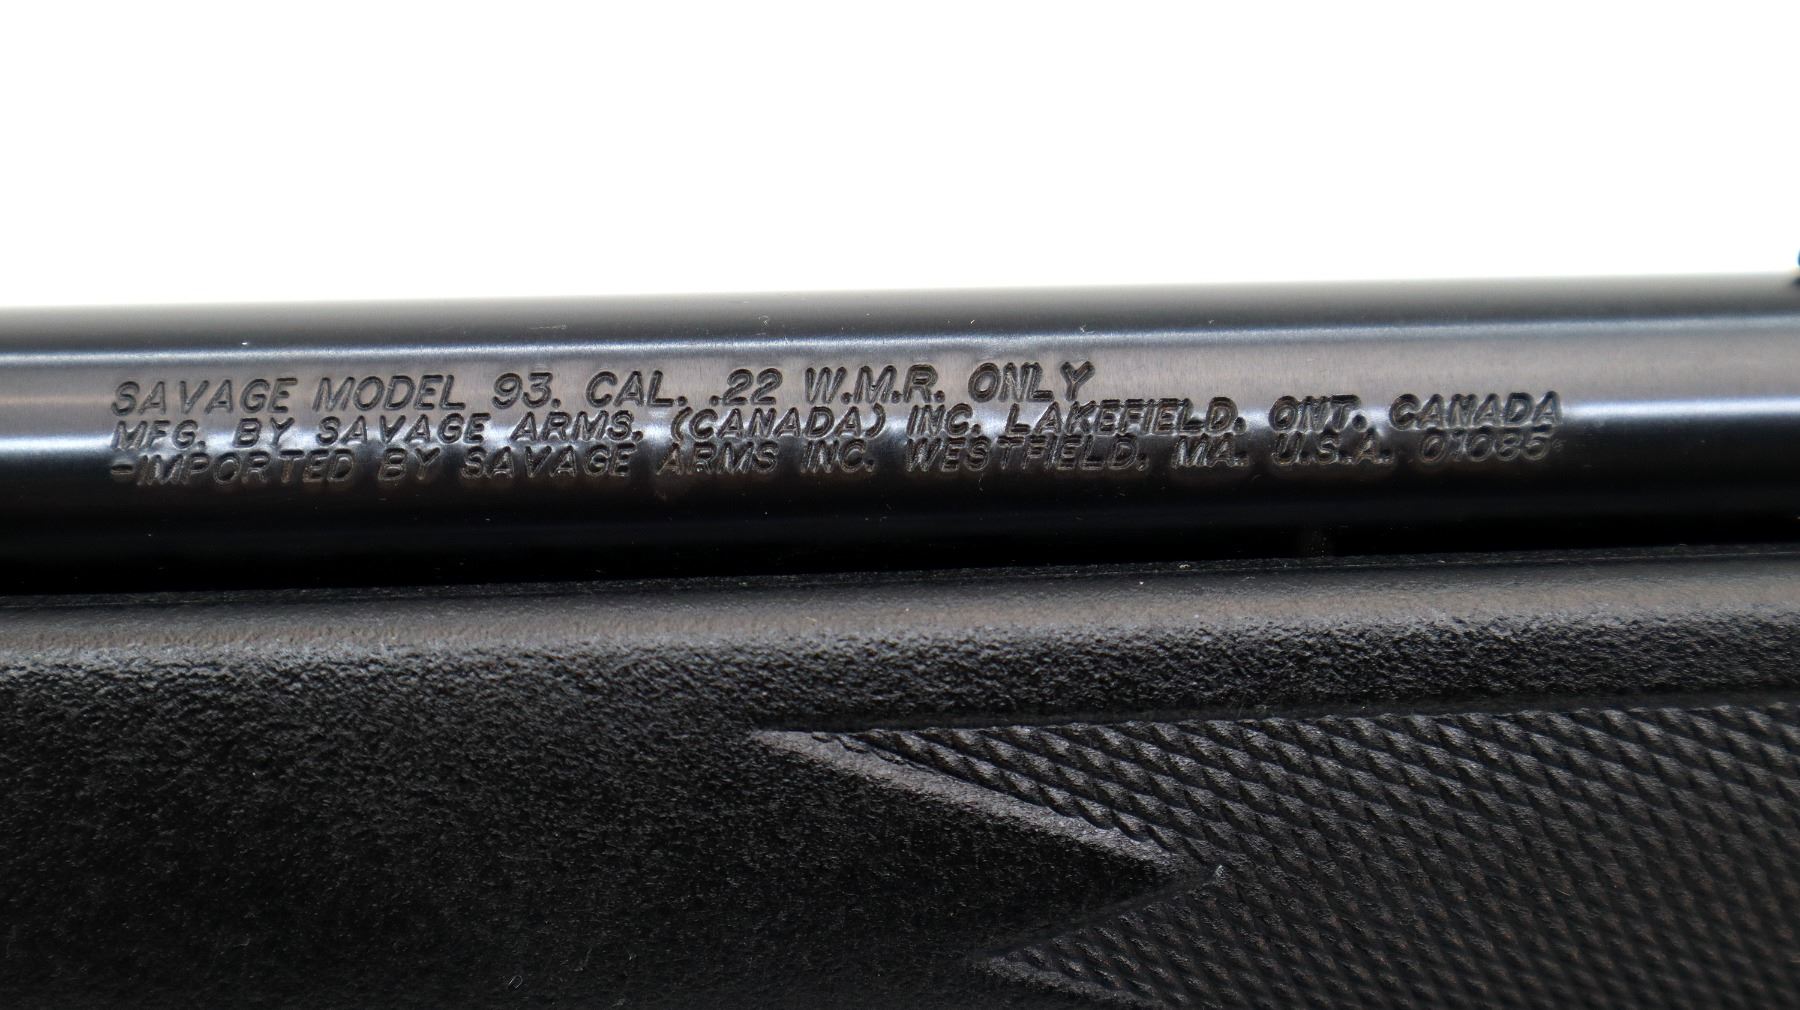 SAVAGE MODEL 93. CAL. .22 W.M.R. ONLY
MFG. BY SAVAGE ARMS. (CANADA) INC. LAKEFIELD. ONT. CANADA
-IMPORTED BY SAVAGE ARMS INC. WESTFIELD, MA. U.S.A. 01085-